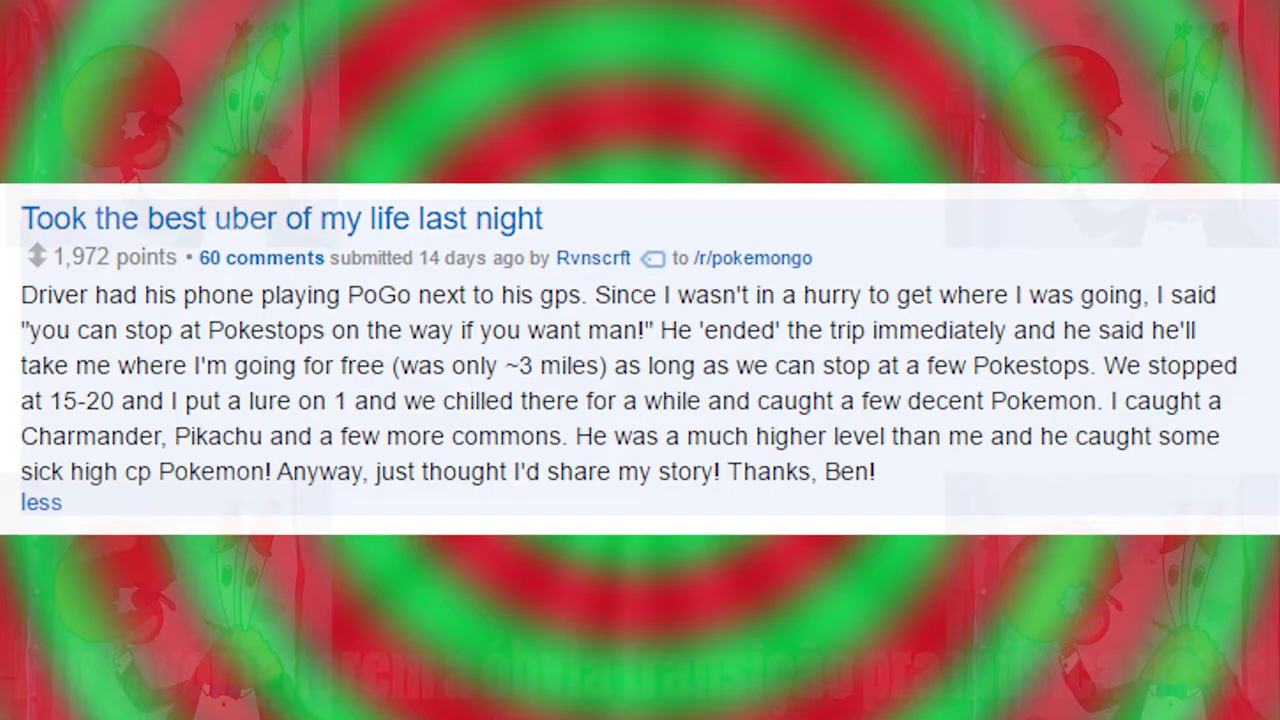 Took the best uber of my life last night
1,972 points • 60 comments submitted 14 days ago by Rvnscrft to /r/pokemongo
Driver had his phone playing PoGo next to his gps. Since I wasn't in a hurry to get where I was going, I said
"you can stop at Pokestops on the way if you want man!" He 'ended' the trip immediately and he said he'll
take me where I'm going for free (was only ~3 miles) as long as we can stop at a few Pokestops. We stopped
at 15-20 and I put a lure on 1 and we chilled there for a while and caught a few decent Pokemon. I caught a
Charmander, Pikachu and a few more commons. He was a much higher level than me and he caught some
sick high cp Pokemon! Anyway, just thought I'd share my story! Thanks, Ben!
less